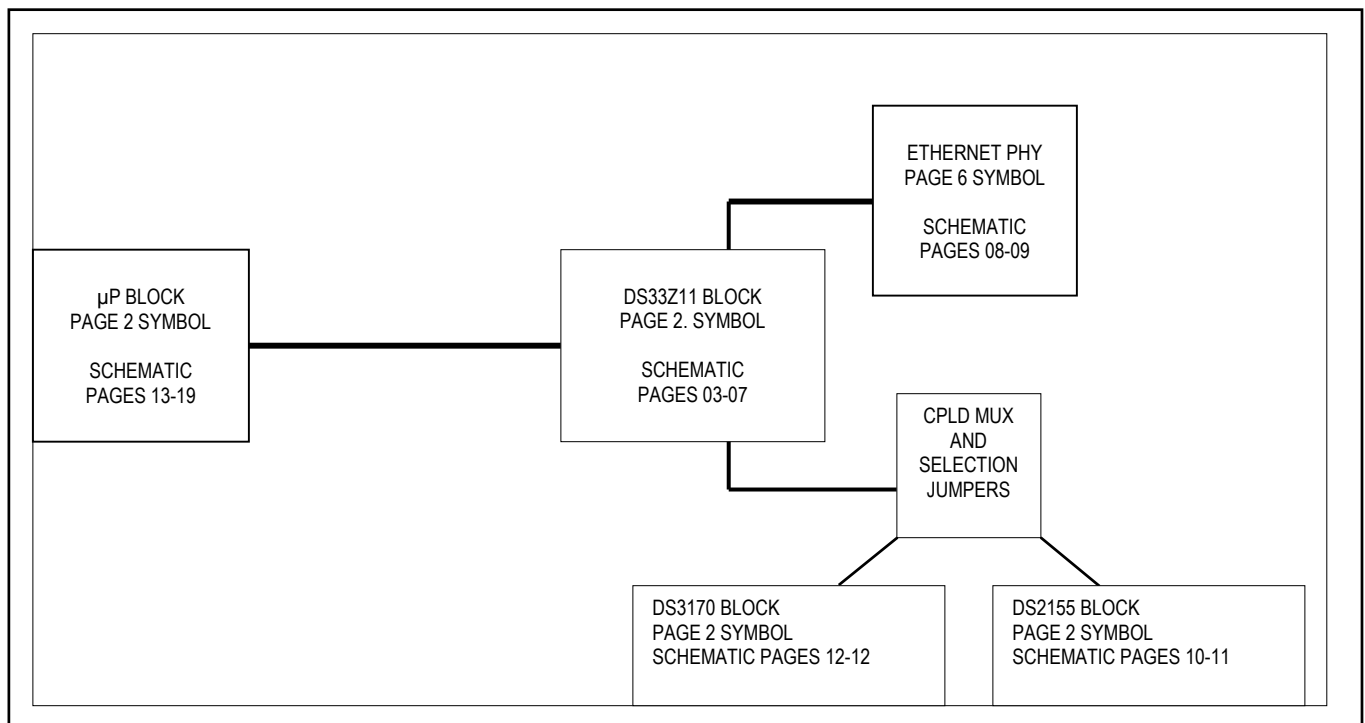 ETHERNET PHY
PAGE 6 SYMBOL
SCHEMATIC
PAGES 08-09
µP BLOCK
PAGE 2 SYMBOL
SCHEMATIC
PAGES 13-19
DS33Z11 BLOCK
PAGE 2. SYMBOL
SCHEMATIC
PAGES 03-07
CPLD MUX
AND
SELECTION
JUMPERS
DS3170 BLOCK
PAGE 2 SYMBOL
SCHEMATIC PAGES 12-12
DS2155 BLOCK
PAGE 2 SYMBOL
SCHEMATIC PAGES 10-11